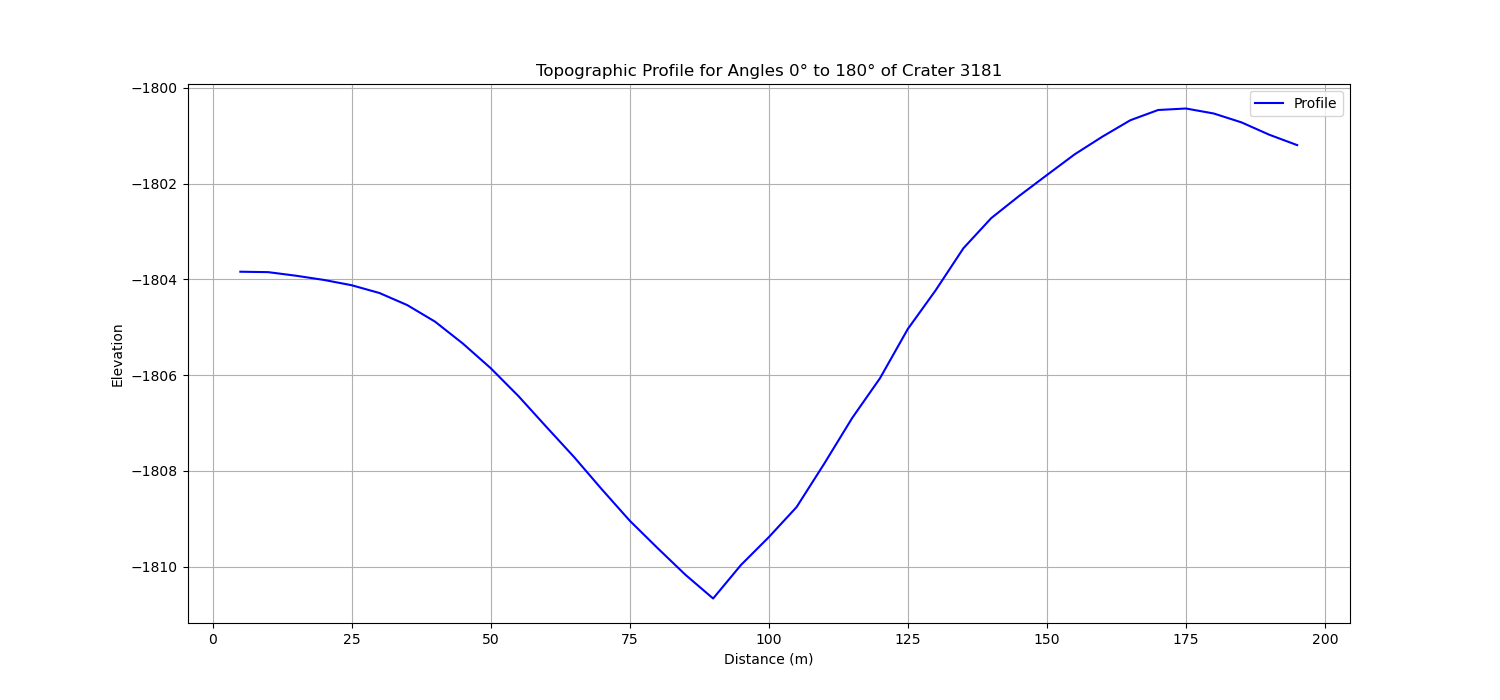 Topographic Profile for Angles 0° to 180° of Crater 3181
Profile
−1800
−1802
−1804
−1806
−1808
−1810
Elevation
0 25 50 75 100 125 150 175 200
Distance (m)